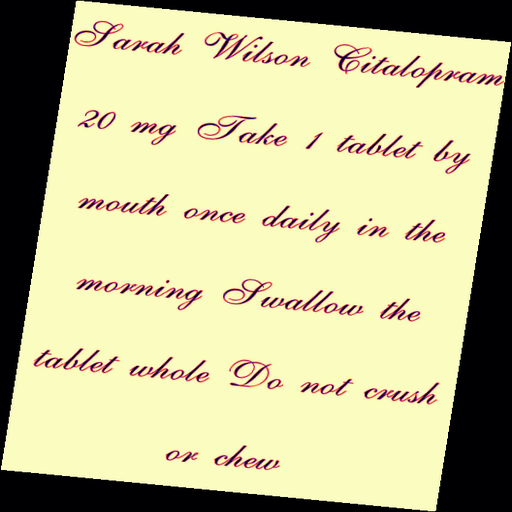 Sarah Wilson Citalopram
20 mg Take 1 tablet by
mouth once daily in the
morning Swallow the
tablet whole Do not crush
or chew